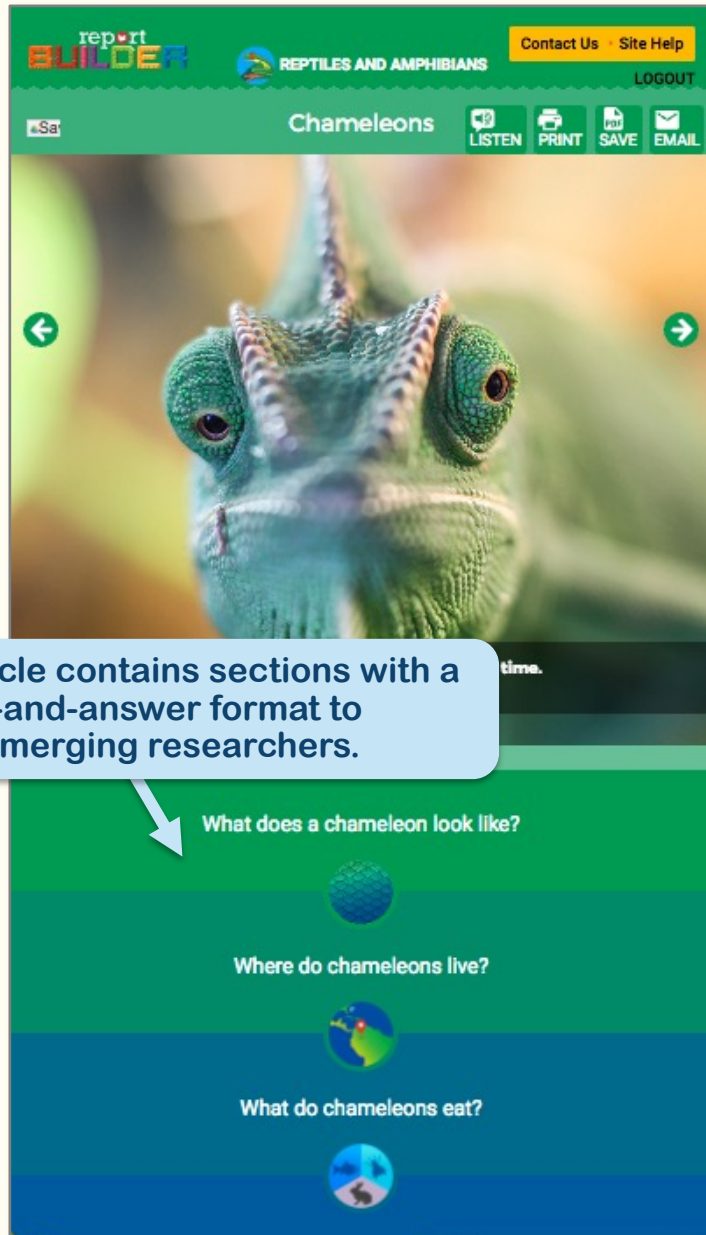 report
BUILDER
REPTILES AND AMPHIBIANS
Contact Us · Site Help
LOGOUT
Chameleons
LISTEN
PRINT
PDF
SAVE
EMAIL
time.
cle contains sections with a
-and-answer format to
merging researchers.
What does a chameleon look like?
Where do chameleons live?
What do chameleons eat?